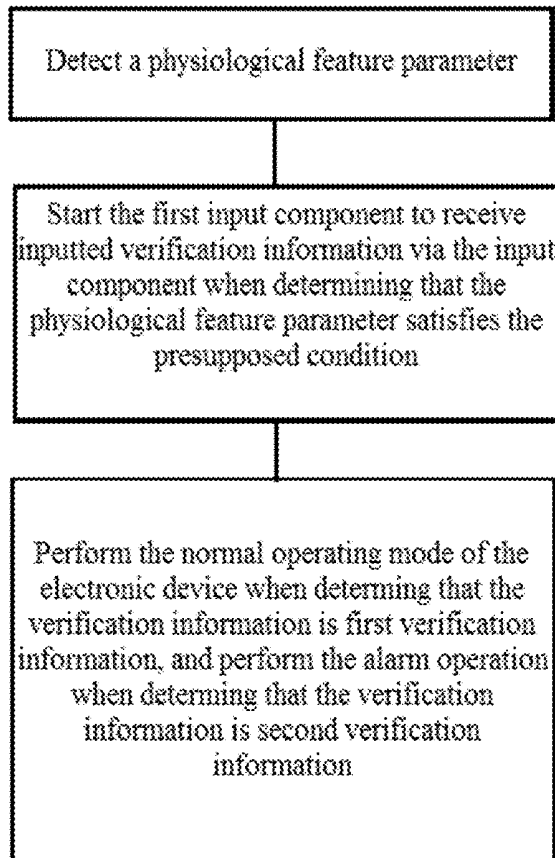 Detect a physiological feature parameter
Start the first input component to receive
inputted verification information via the input
component when determining that the
physiological feature parameter satisfies the
presupposed condition
Perform the normal operating mode of the
electronic device when determing that the
verification information is first verification
information, and perform the alarm operation
when determing that the verification
information is second verification
information